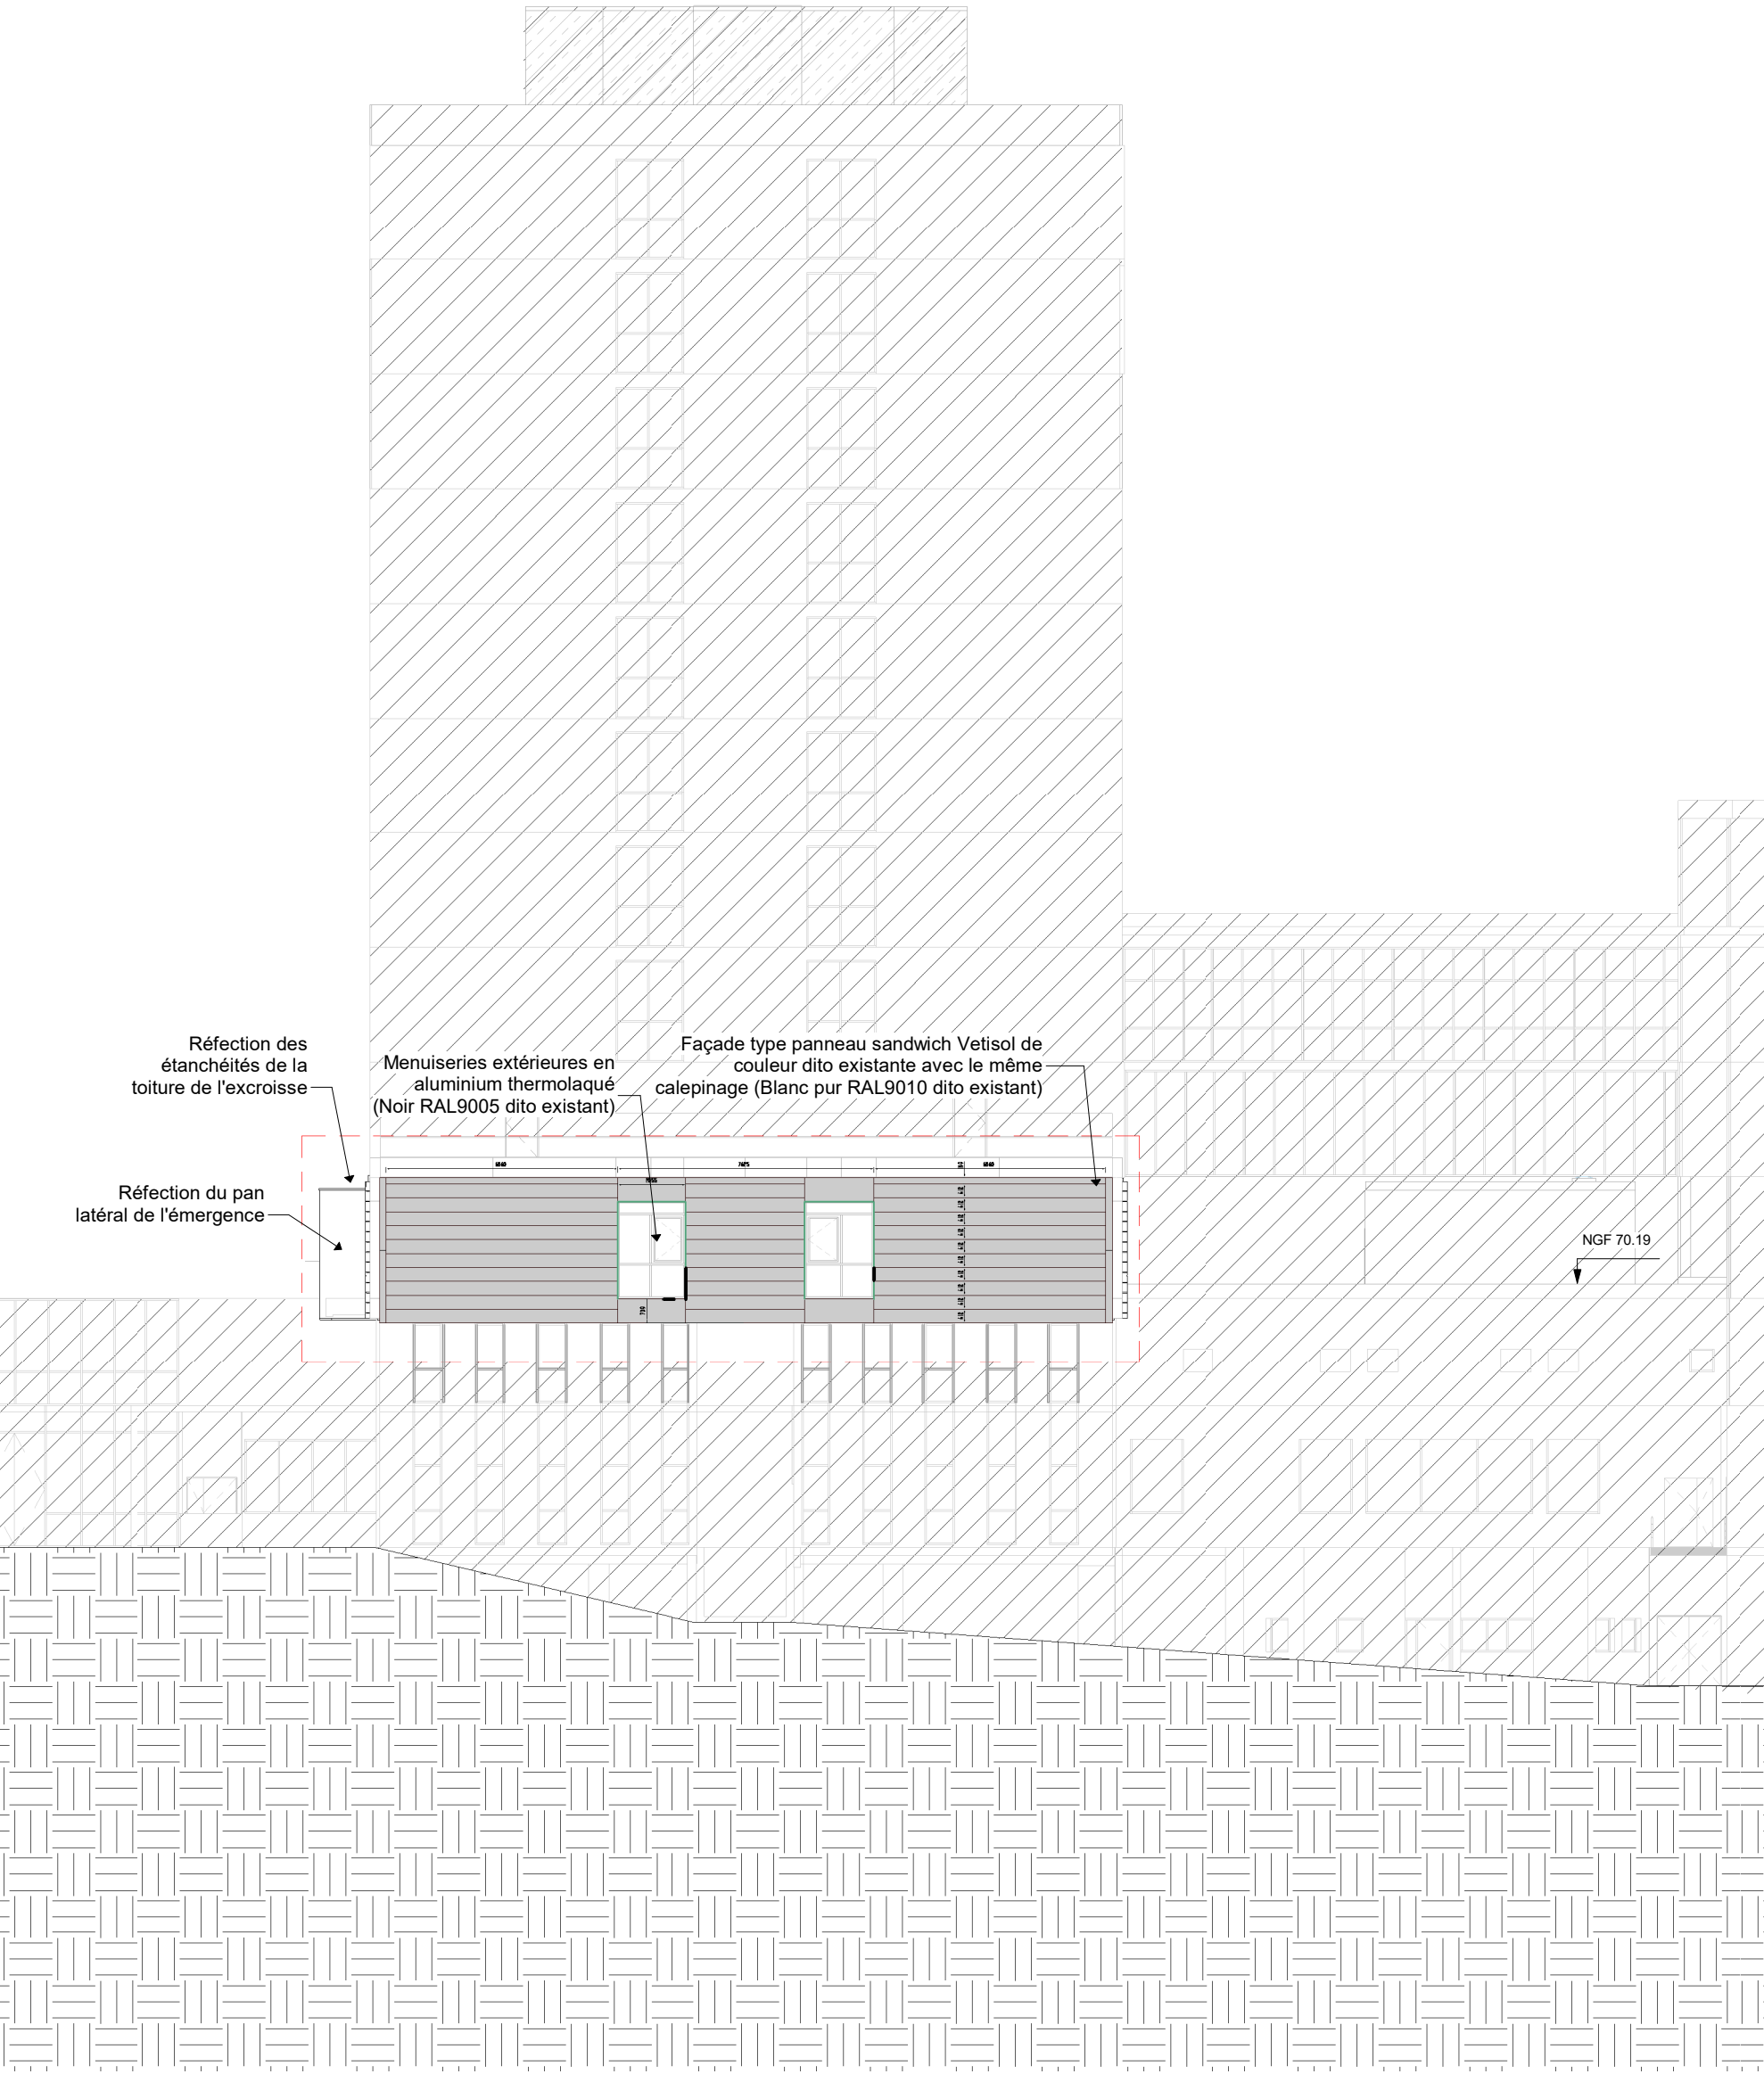 Réfection des
étanchéités de la
toiture de l'excroisse
Menuiseries extérieures en
aluminium thermolaqué
(Noir RAL9005 dito existant)
Façade type panneau sandwich Vetisol de
couleur dito existante avec le même
calepinage (Blanc pur RAL9010 dito existant)
Réfection du pan
latéral de l'émergence
NGF 70.19